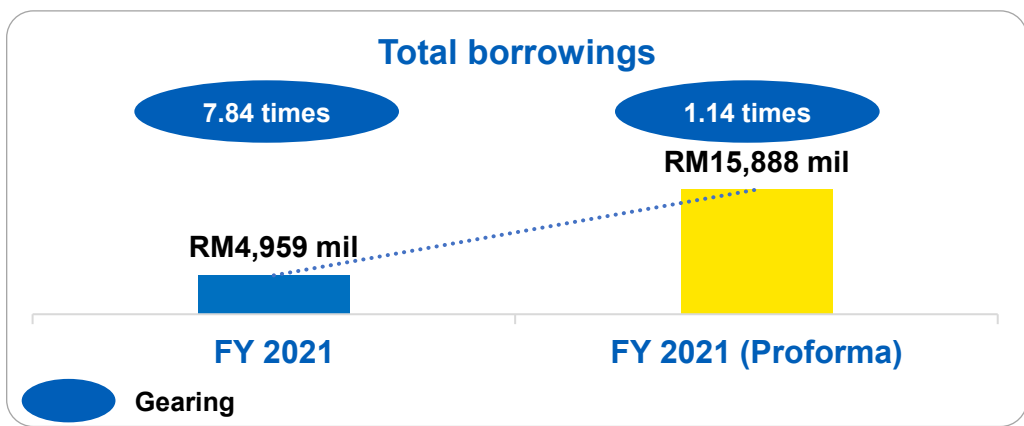 Total borrowings
7.84 times
1.14 times
RM15,888 mil
RM4,959 mil
FY 2021
FY 2021 (Proforma)
Gearing